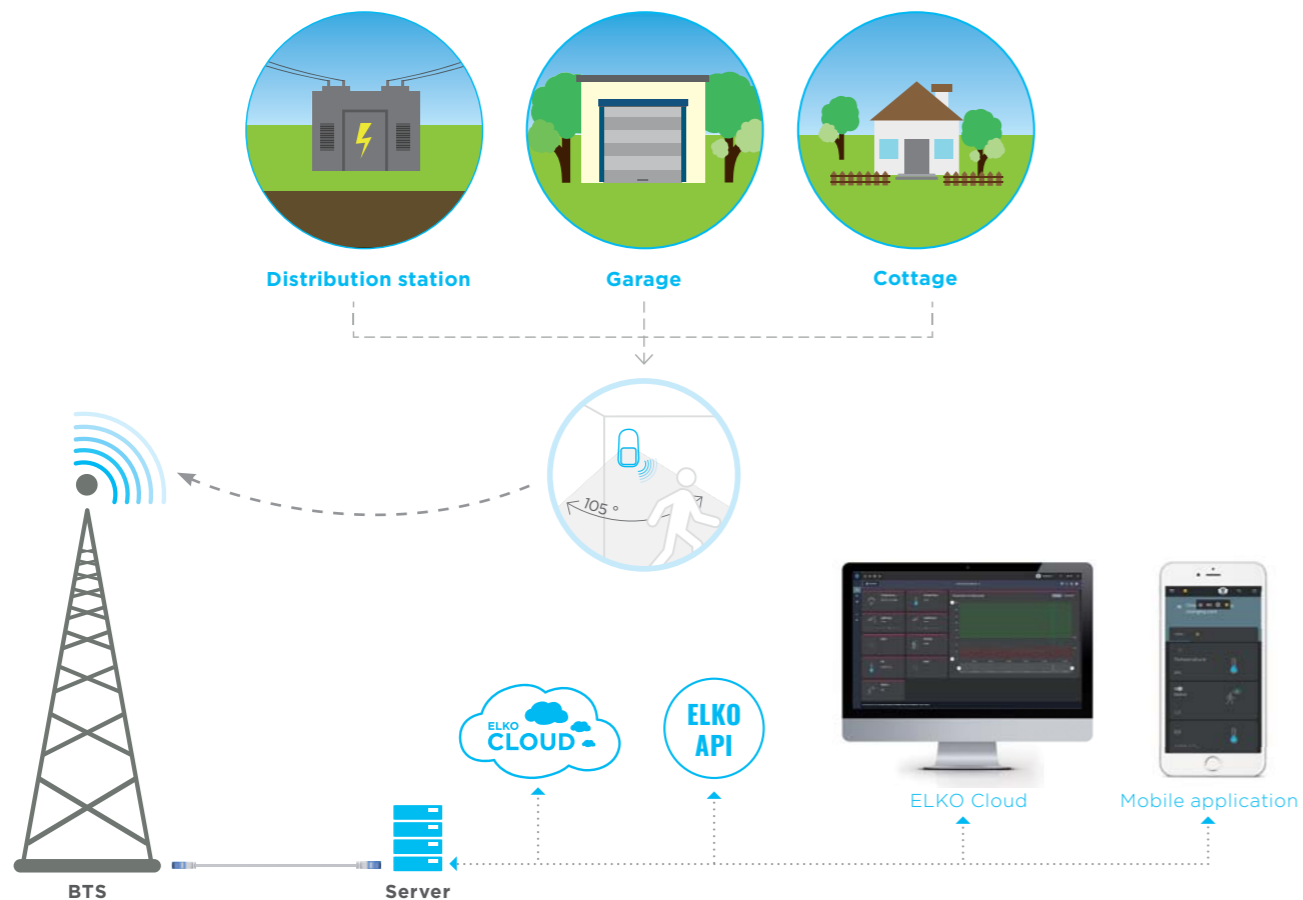 Distribution station
Garage
Cottage
105 °
ELKO
CLOUD
ELKO
API
ELKO Cloud
Mobile application
BTS
Server